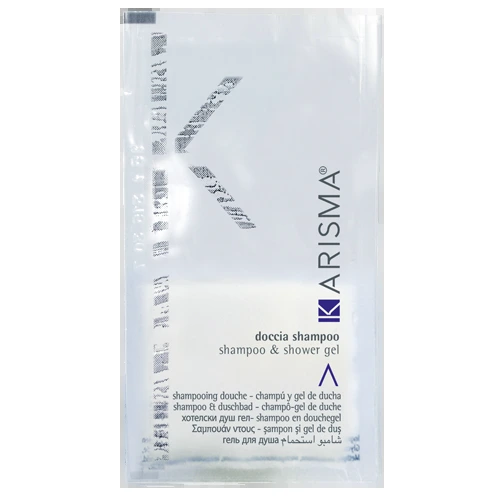 KARISMA®
doccia shampoo
shampoo & shower gel
shampooing douche - champú y gel de ducha
shampoo & duschbad - champô-gel de duche
хотелски душ гел- shampoo en douchegel
Σαμπουάν ντους - şampon şi gel de duş
гель для душа شامبو استحمام